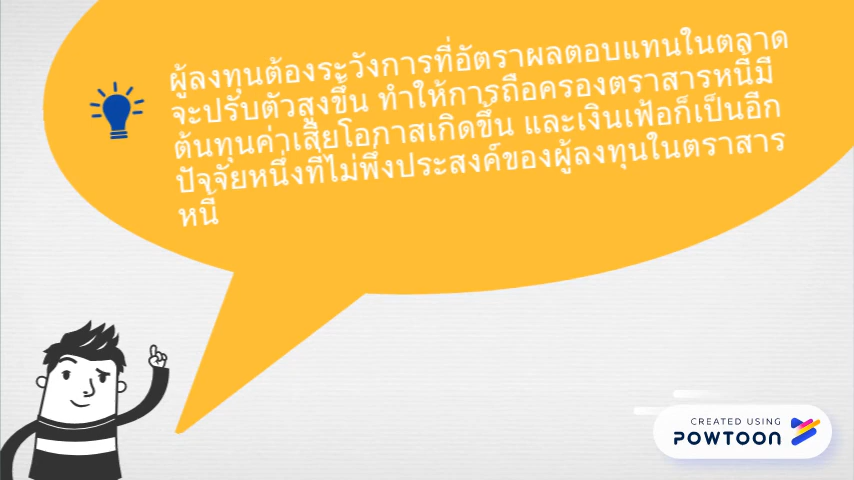 ผู้ลงทุนต้องระวังการที่อัตราผลตอบแทนในตลาด
จะปรับตัวสูงขึ้น ทำให้การถือครองตราสารหนี้มี
ต้นทุนค่าเสียโอกาสเกิดขึ้น และเงินเฟ้อก็เป็นอีก
ปัจจัยหนึ่งที่ไม่พึ่งประสงค์ของผู้ลงทุนในตราสาร
หนี้
CREATED USING
POWTOON